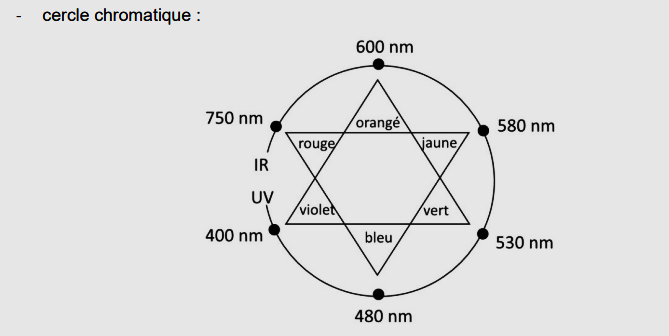 - cercle chromatique :
600 nm
750 nm
orangé
580 nm
rouge
jaune
IR
UV
violet
vert
400 nm
bleu
530 nm
480 nm